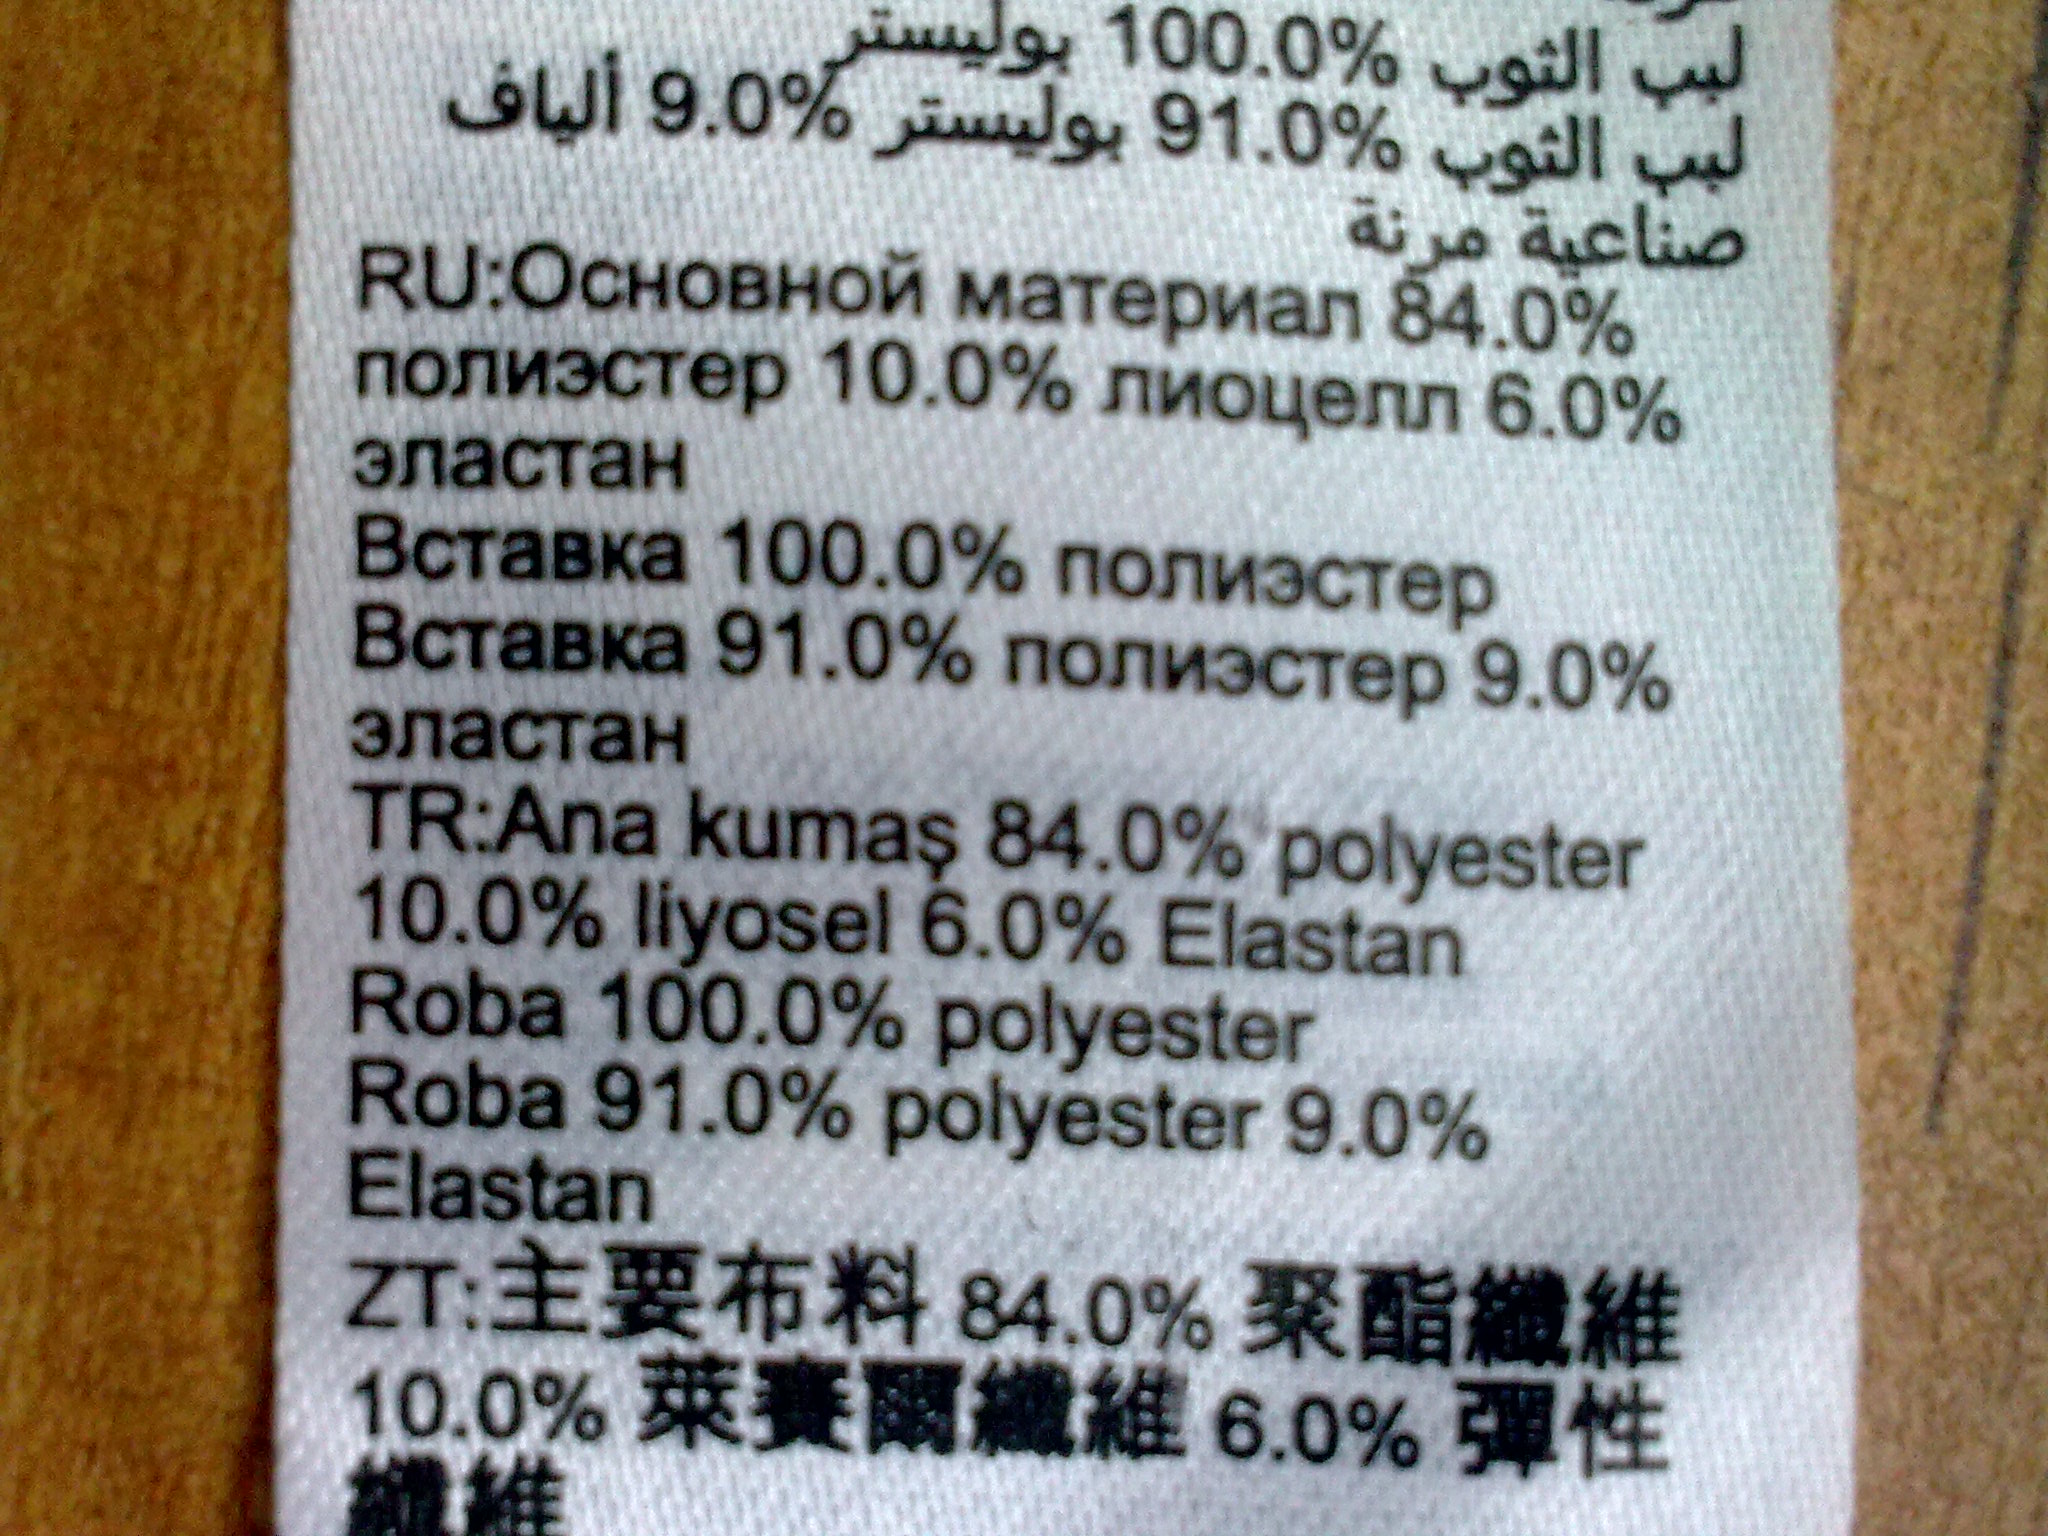 لبب الثوب 100.0% بوليستر
لبب الثوب 91.0% بوليستر 9.0% ألياف
صناعية مرنة
RU:Основной материал 84.0%
полиэстер 10.0% лиоцелл 6.0%
эластан
Вставка 100.0% полиэстер
Вставка 91.0% полиэстер 9.0%
эластан
TR:Ana kumaş 84.0% polyester
10.0% liyosel 6.0% Elastan
Roba 100.0% polyester
Roba 91.0% polyester 9.0%
Elastan
ZT:主要布料 84.0% 聚酯纖維
10.0% 萊賽爾纖維 6.0% 彈性
纖維